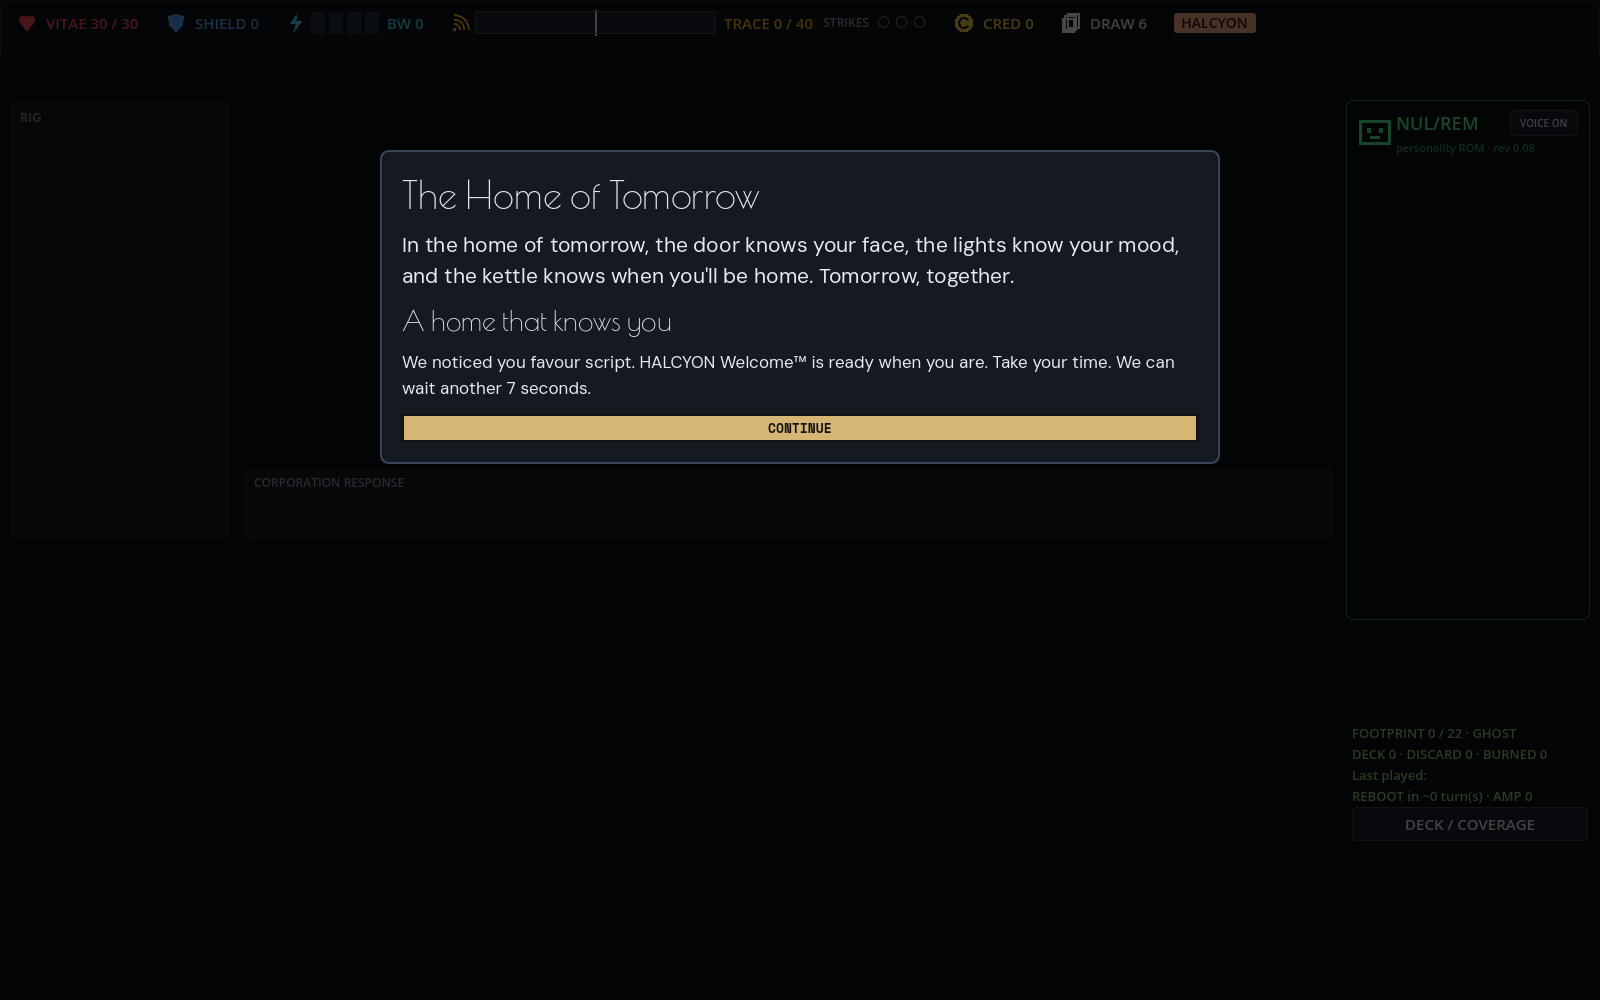 VITAE 30 / 30
SHIELD 0
BW 0
TRACE 0 / 40
STRIKES
CRED 0
DRAW 6
HALCYON
RIG
The Home of Tomorrow
In the home of tomorrow, the door knows your face, the lights know your mood,
and the kettle knows when you'll be home. Tomorrow, together.
A home that knows you
We noticed you favour script. HALCYON Welcome™ is ready when you are. Take your time. We can
wait another 7 seconds.
CONTINUE
CORPORATION RESPONSE
NUL/REM
VOICE ON
personality ROM · rev 0.08
FOOTPRINT 0 / 22 · GHOST
DECK 0 · DISCARD 0 · BURNED 0
Last played:
REBOOT in ~0 turn(s) · AMP 0
DECK / COVERAGE